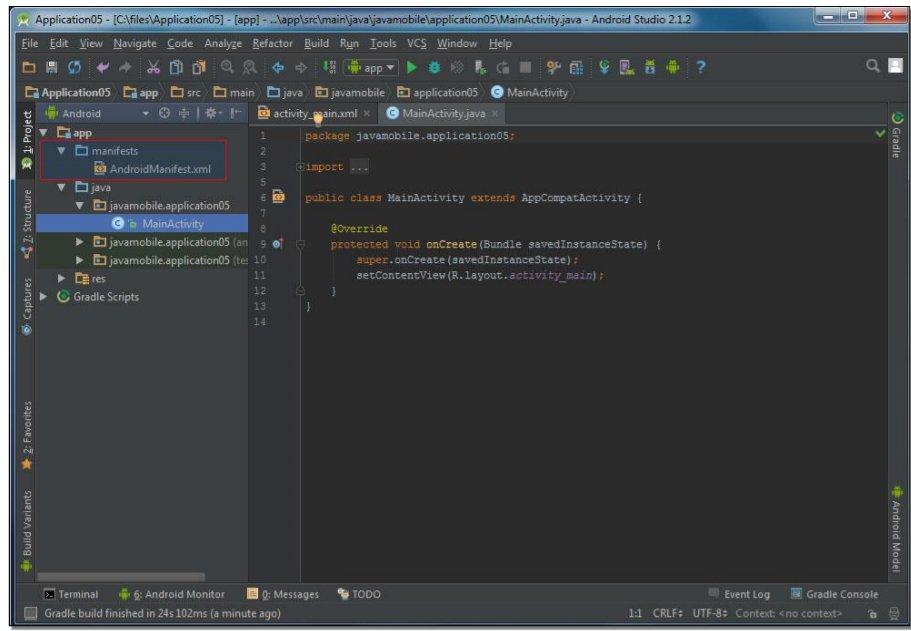 Application05 - [C:\files\Application05] - [app] - ...\app\src\main\java\javamobile\application05\MainActivity.java - Android Studio 2.1.2
File Edit View Navigate Code Analyze Refactor Build Run Tools VCS Window Help
app
Application05 app src main java javamobile application05 MainActivity
1: Project
Android
activity_main.xml
MainActivity.java
Gradle
app
manifests
AndroidManifest.xml
java
javamobile.application05
MainActivity
javamobile.application05 (an
javamobile.application05 (tes
res
Gradle Scripts
7: Structure
Captures
2: Favorites
Build Variants
1 package javamobile.application05;
2
3 import ...
5
6 public class MainActivity extends AppCompatActivity {
7
8 @Override
9 protected void onCreate(Bundle savedInstanceState) {
10 super.onCreate(savedInstanceState);
11 setContentView(R.layout.activity_main);
12 }
13 }
14
Android Model
Terminal 6: Android Monitor 0: Messages TODO Event Log Gradle Console
Gradle build finished in 24s 102ms (a minute ago) 1:1 CRLF UTF-8 Context: <no context>